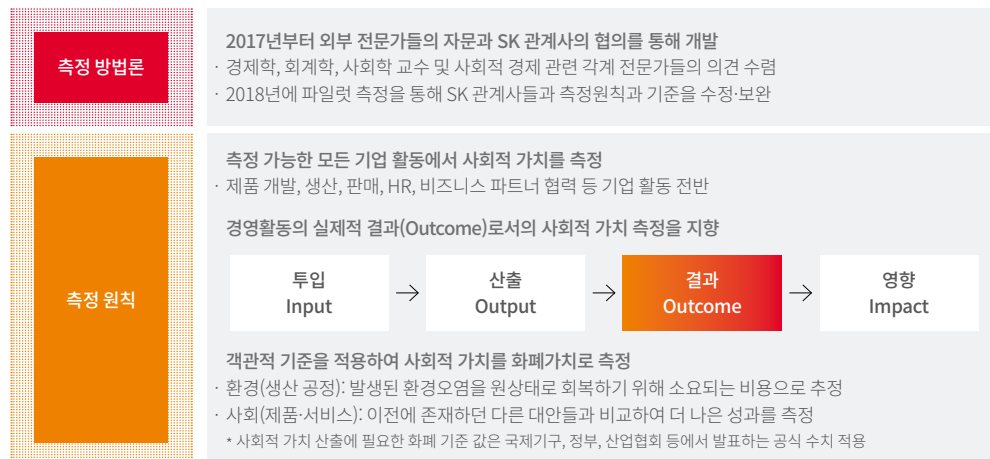 측정 방법론
2017년부터 외부 전문가들의 자문과 SK 관계사의 협의를 통해 개발
· 경제학, 회계학, 사회학 교수 및 사회적 경제 관련 각계 전문가들의 의견 수렴
· 2018년에 파일럿 측정을 통해 SK 관계사들과 측정원칙과 기준을 수정·보완
측정 원칙
측정 가능한 모든 기업 활동에서 사회적 가치를 측정
· 제품 개발, 생산, 판매, HR, 비즈니스 파트너 협력 등 기업 활동 전반
경영활동의 실제적 결과(Outcome)로서의 사회적 가치 측정을 지향
투입
Input
→
산출
Output
→
결과
Outcome
→
영향
Impact
객관적 기준을 적용하여 사회적 가치를 화폐가치로 측정
· 환경(생산 공정): 발생된 환경오염을 원상태로 회복하기 위해 소요되는 비용으로 추정
· 사회(제품·서비스): 이전에 존재하던 다른 대안들과 비교하여 더 나은 성과를 측정
* 사회적 가치 산출에 필요한 화폐 기준 값은 국제기구, 정부, 산업협회 등에서 발표하는 공식 수치 적용